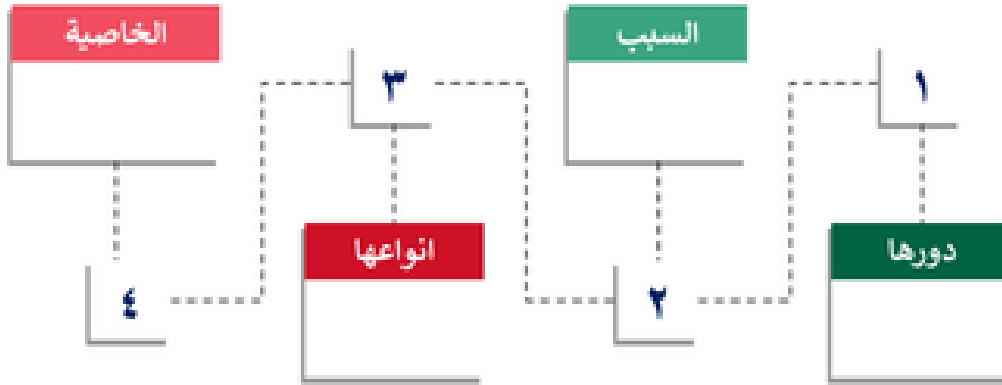 ١
دورها
السبب
٢
٣
انواعها
الخاصية
٤